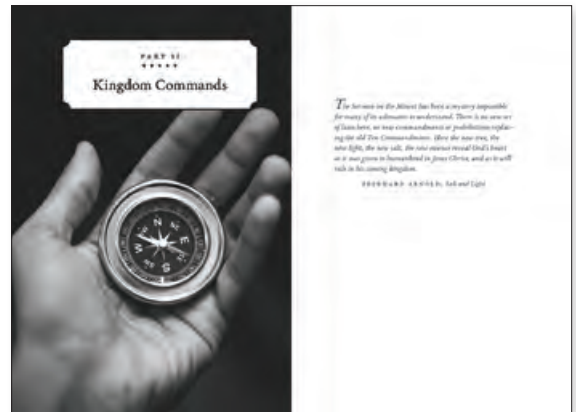 PART II
Kingdom Commands
The Sermon on the Mount has been a mystery impossible
for many of its admirers to understand. There is no new set
of laws here, no new commandments or prohibitions replac-
ing the old Ten Commandments. Here the new tree, the
new light, the new salt, the new essence reveal God's heart
as it was given to humankind in Jesus Christ, and as it will
rule in his coming kingdom.
EBERHARD ARNOLD, Salt and Light
N
NE
E
S
SW
W
NW